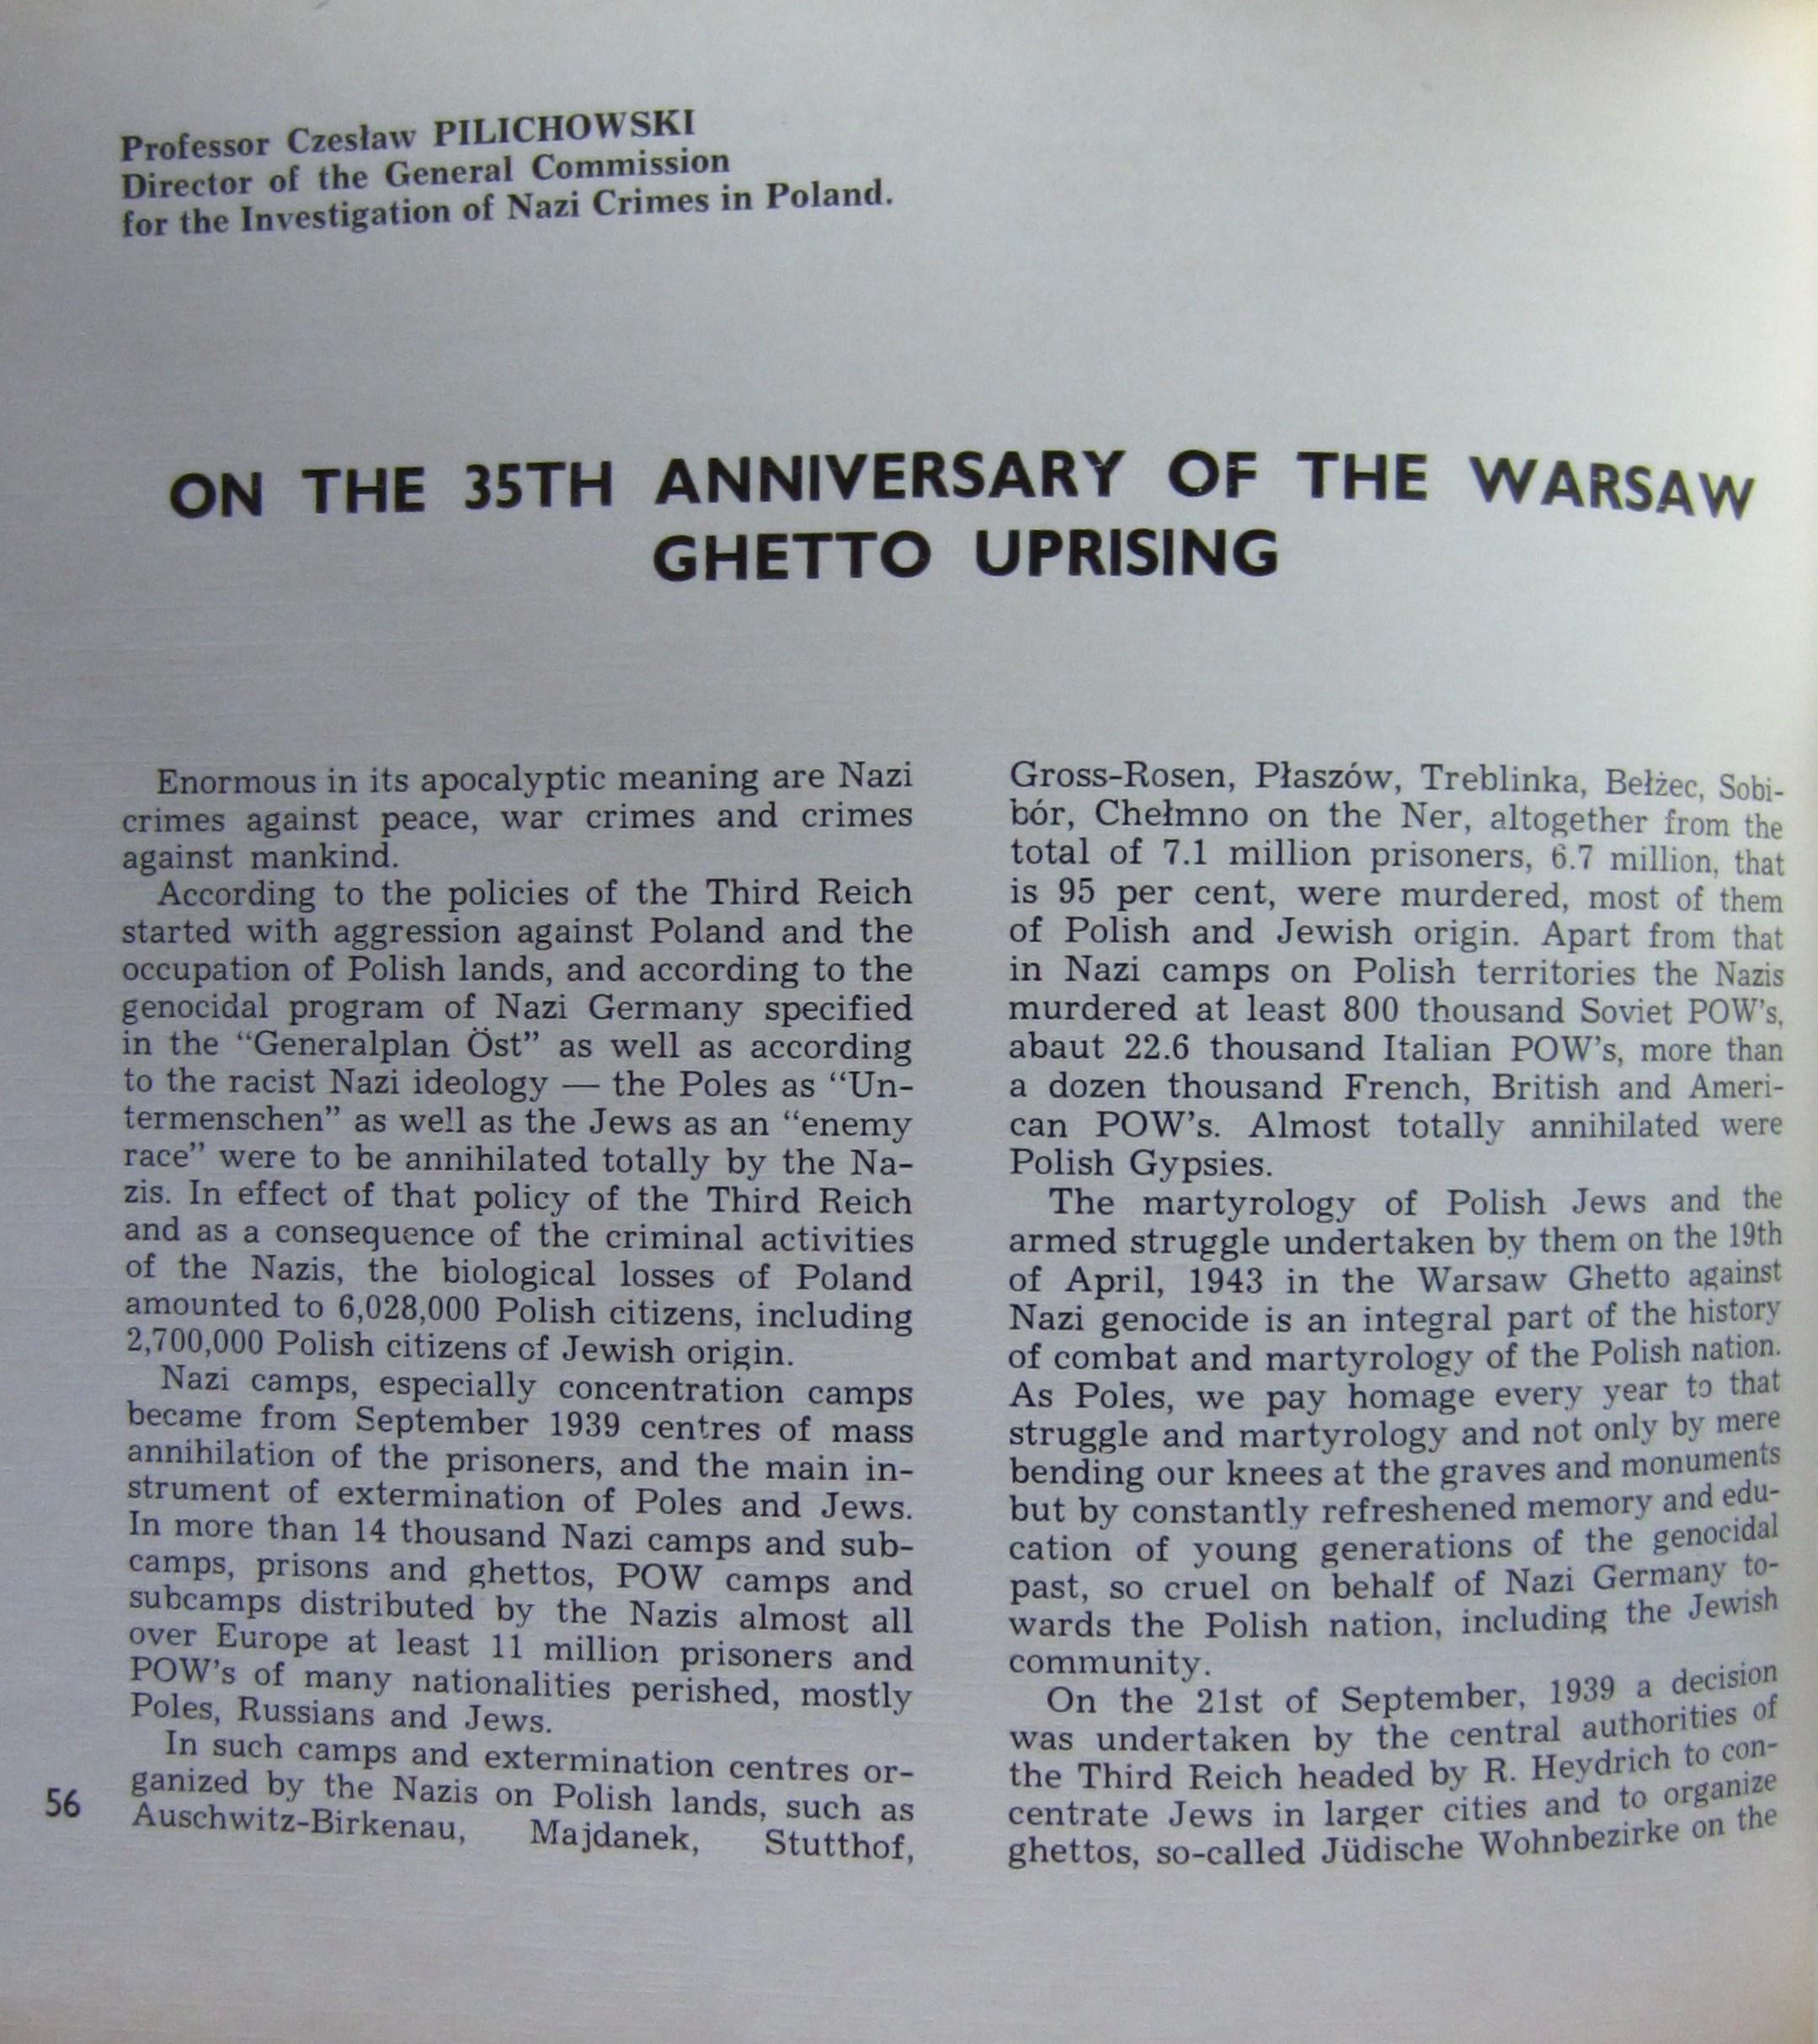 Professor Czesław PILICHOWSKI
Director of the General Commission
for the Investigation of Nazi Crimes in Poland.
ON THE 35TH ANNIVERSARY OF THE WARSAW
GHETTO UPRISING
Enormous in its apocalyptic meaning are Nazi
crimes against peace, war crimes and crimes
against mankind.
According to the policies of the Third Reich
started with aggression against Poland and the
occupation of Polish lands, and according to the
genocidal program of Nazi Germany specified
in the “Generalplan Öst” as well as according
to the racist Nazi ideology — the Poles as “Un-
termenschen” as well as the Jews as an “enemy
race” were to be annihilated totally by the Na-
zis. In effect of that policy of the Third Reich
and as a consequence of the criminal activities
of the Nazis, the biological losses of Poland
amounted to 6,028,000 Polish citizens, including
2,700,000 Polish citizens of Jewish origin.
Nazi camps, especially concentration camps
became from September 1939 centres of mass
annihilation of the prisoners, and the main in-
strument of extermination of Poles and Jews.
In more than 14 thousand Nazi camps and sub-
camps, prisons and ghettos, POW camps and
subcamps distributed by the Nazis almost all
over Europe at least 11 million prisoners and
POW’s of many nationalities perished, mostly
Poles, Russians and Jews.
In such camps and extermination centres or-
ganized by the Nazis on Polish lands, such as
Auschwitz-Birkenau, Majdanek, Stutthof,
56
Gross-Rosen, Płaszów, Treblinka, Bełżec, Sobi-
bór, Chełmno on the Ner, altogether from the
total of 7.1 million prisoners, 6.7 million, that
is 95 per cent, were murdered, most of them
of Polish and Jewish origin. Apart from that
in Nazi camps on Polish territories the Nazis
murdered at least 800 thousand Soviet POW’s,
abaut 22.6 thousand Italian POW’s, more than
a dozen thousand French, British and Ameri-
can POW’s. Almost totally annihilated were
Polish Gypsies.
The martyrology of Polish Jews and the
armed struggle undertaken by them on the 19th
of April, 1943 in the Warsaw Ghetto against
Nazi genocide is an integral part of the history
of combat and martyrology of the Polish nation.
As Poles, we pay homage every year to that
struggle and martyrology and not only by mere
bending our knees at the graves and monuments
but by constantly refreshened memory and edu-
cation of young generations of the genocidal
past, so cruel on behalf of Nazi Germany to-
wards the Polish nation, including the Jewish
community.
On the 21st of September, 1939 a decision
was undertaken by the central authorities of
the Third Reich headed by R. Heydrich to con-
centrate Jews in larger cities and to organize
ghettos, so-called Jüdische Wohnbezirke on the